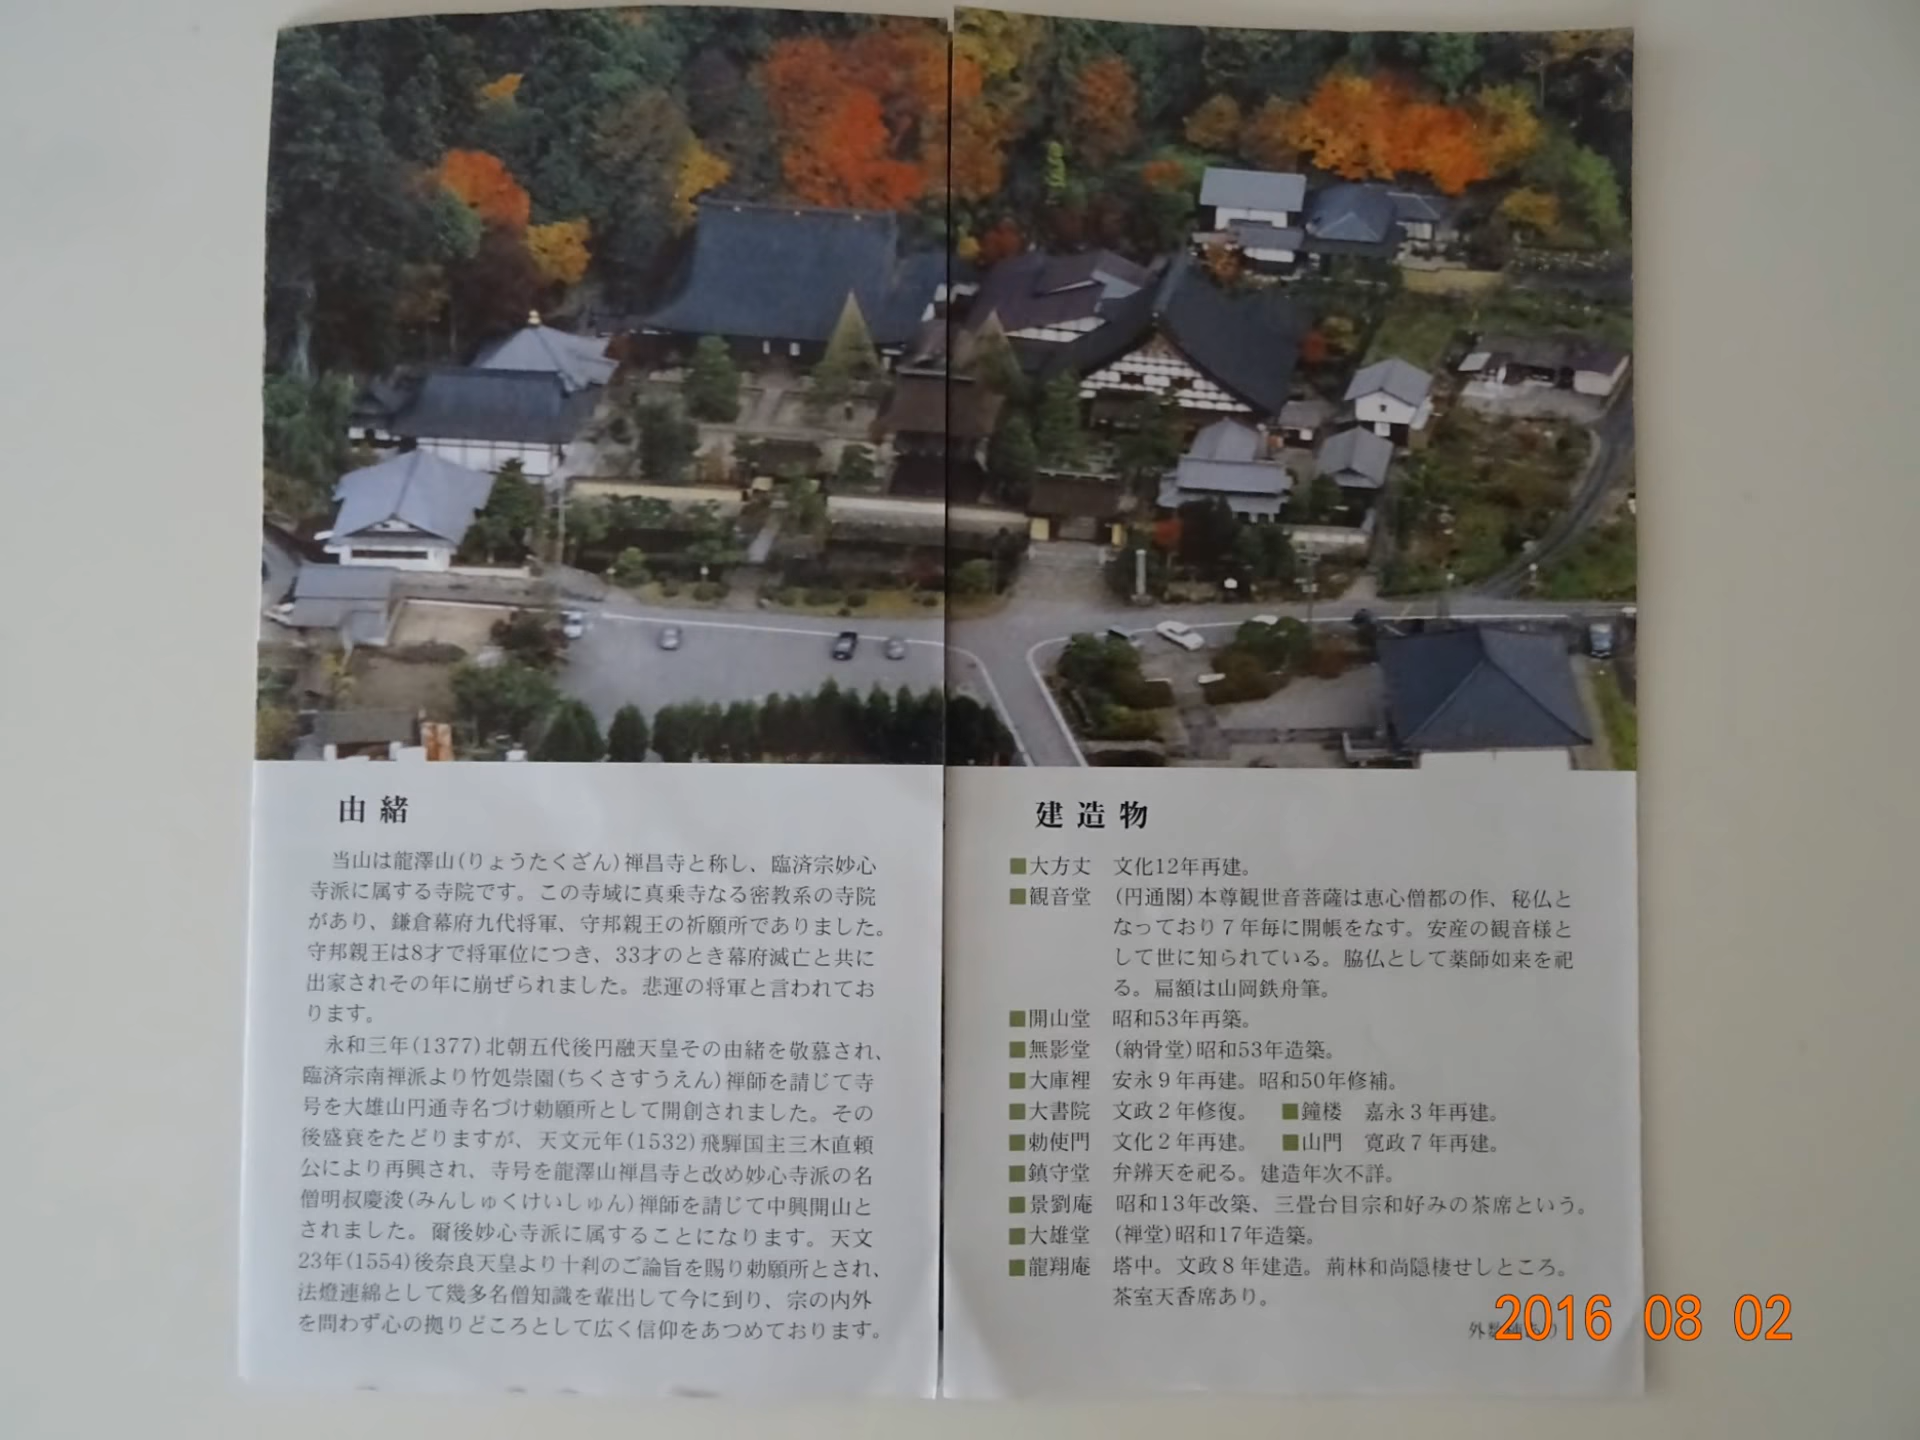 由緒
当山は龍澤山(りょうたくざん)禅昌寺と称し、臨済宗妙心
寺派に属する寺院です。この寺域に真乗寺なる密教系の寺院
があり、鎌倉幕府九代将軍、守邦親王の祈願所でありました。
守邦親王は8才で将軍位につき、33才のとき幕府滅亡と共に
出家されその年に崩ぜられました。悲運の将軍と言われてお
ります。
永和三年(1377)北朝五代後円融天皇その由緒を敬慕され、
臨済宗南禅派より竹処崇園(ちくさすうえん)禅師を請じて寺
号を大雄山円通寺名づけ勅願所として開創されました。その
後盛衰をたどりますが、天文元年(1532)飛騨国主三木直頼
公により再興され、寺号を龍澤山禅昌寺と改め妙心寺派の名
僧明叔慶浚(みんしゅくけいしゅん)禅師を請じて中興開山と
されました。爾後妙心寺派に属することになります。天文
23年(1554)後奈良天皇より十刹のご論旨を賜り勅願所とされ、
法燈連綿として幾多名僧知識を輩出して今に到り、宗の内外
を問わず心の拠りどころとして広く信仰をあつめております。
建造物
■大方丈 文化12年再建。
■観音堂 (円通閣)本尊観世音菩薩は恵心僧都の作、秘仏と
なっており7年毎に開帳をなす。安産の観音様と
して世に知られている。脇仏として薬師如来を祀
る。扁額は山岡鉄舟筆。
■開山堂 昭和53年再築。
■無影堂 (納骨堂)昭和53年造築。
■大庫裡 安永9年再建。昭和50年修補。
■大書院 文政2年修復。 ■鐘楼 嘉永3年再建。
■勅使門 文化2年再建。 ■山門 寛政7年再建。
■鎮守堂 弁辨天を祀る。建造年次不詳。
■景劉庵 昭和13年改築、三畳台目宗和好みの茶席という。
■大雄堂 (禅堂)昭和17年造築。
■龍翔庵 塔中。文政8年建造。荊林和尚隠棲せしところ。
茶室天香席あり。
外数
2016 08 02